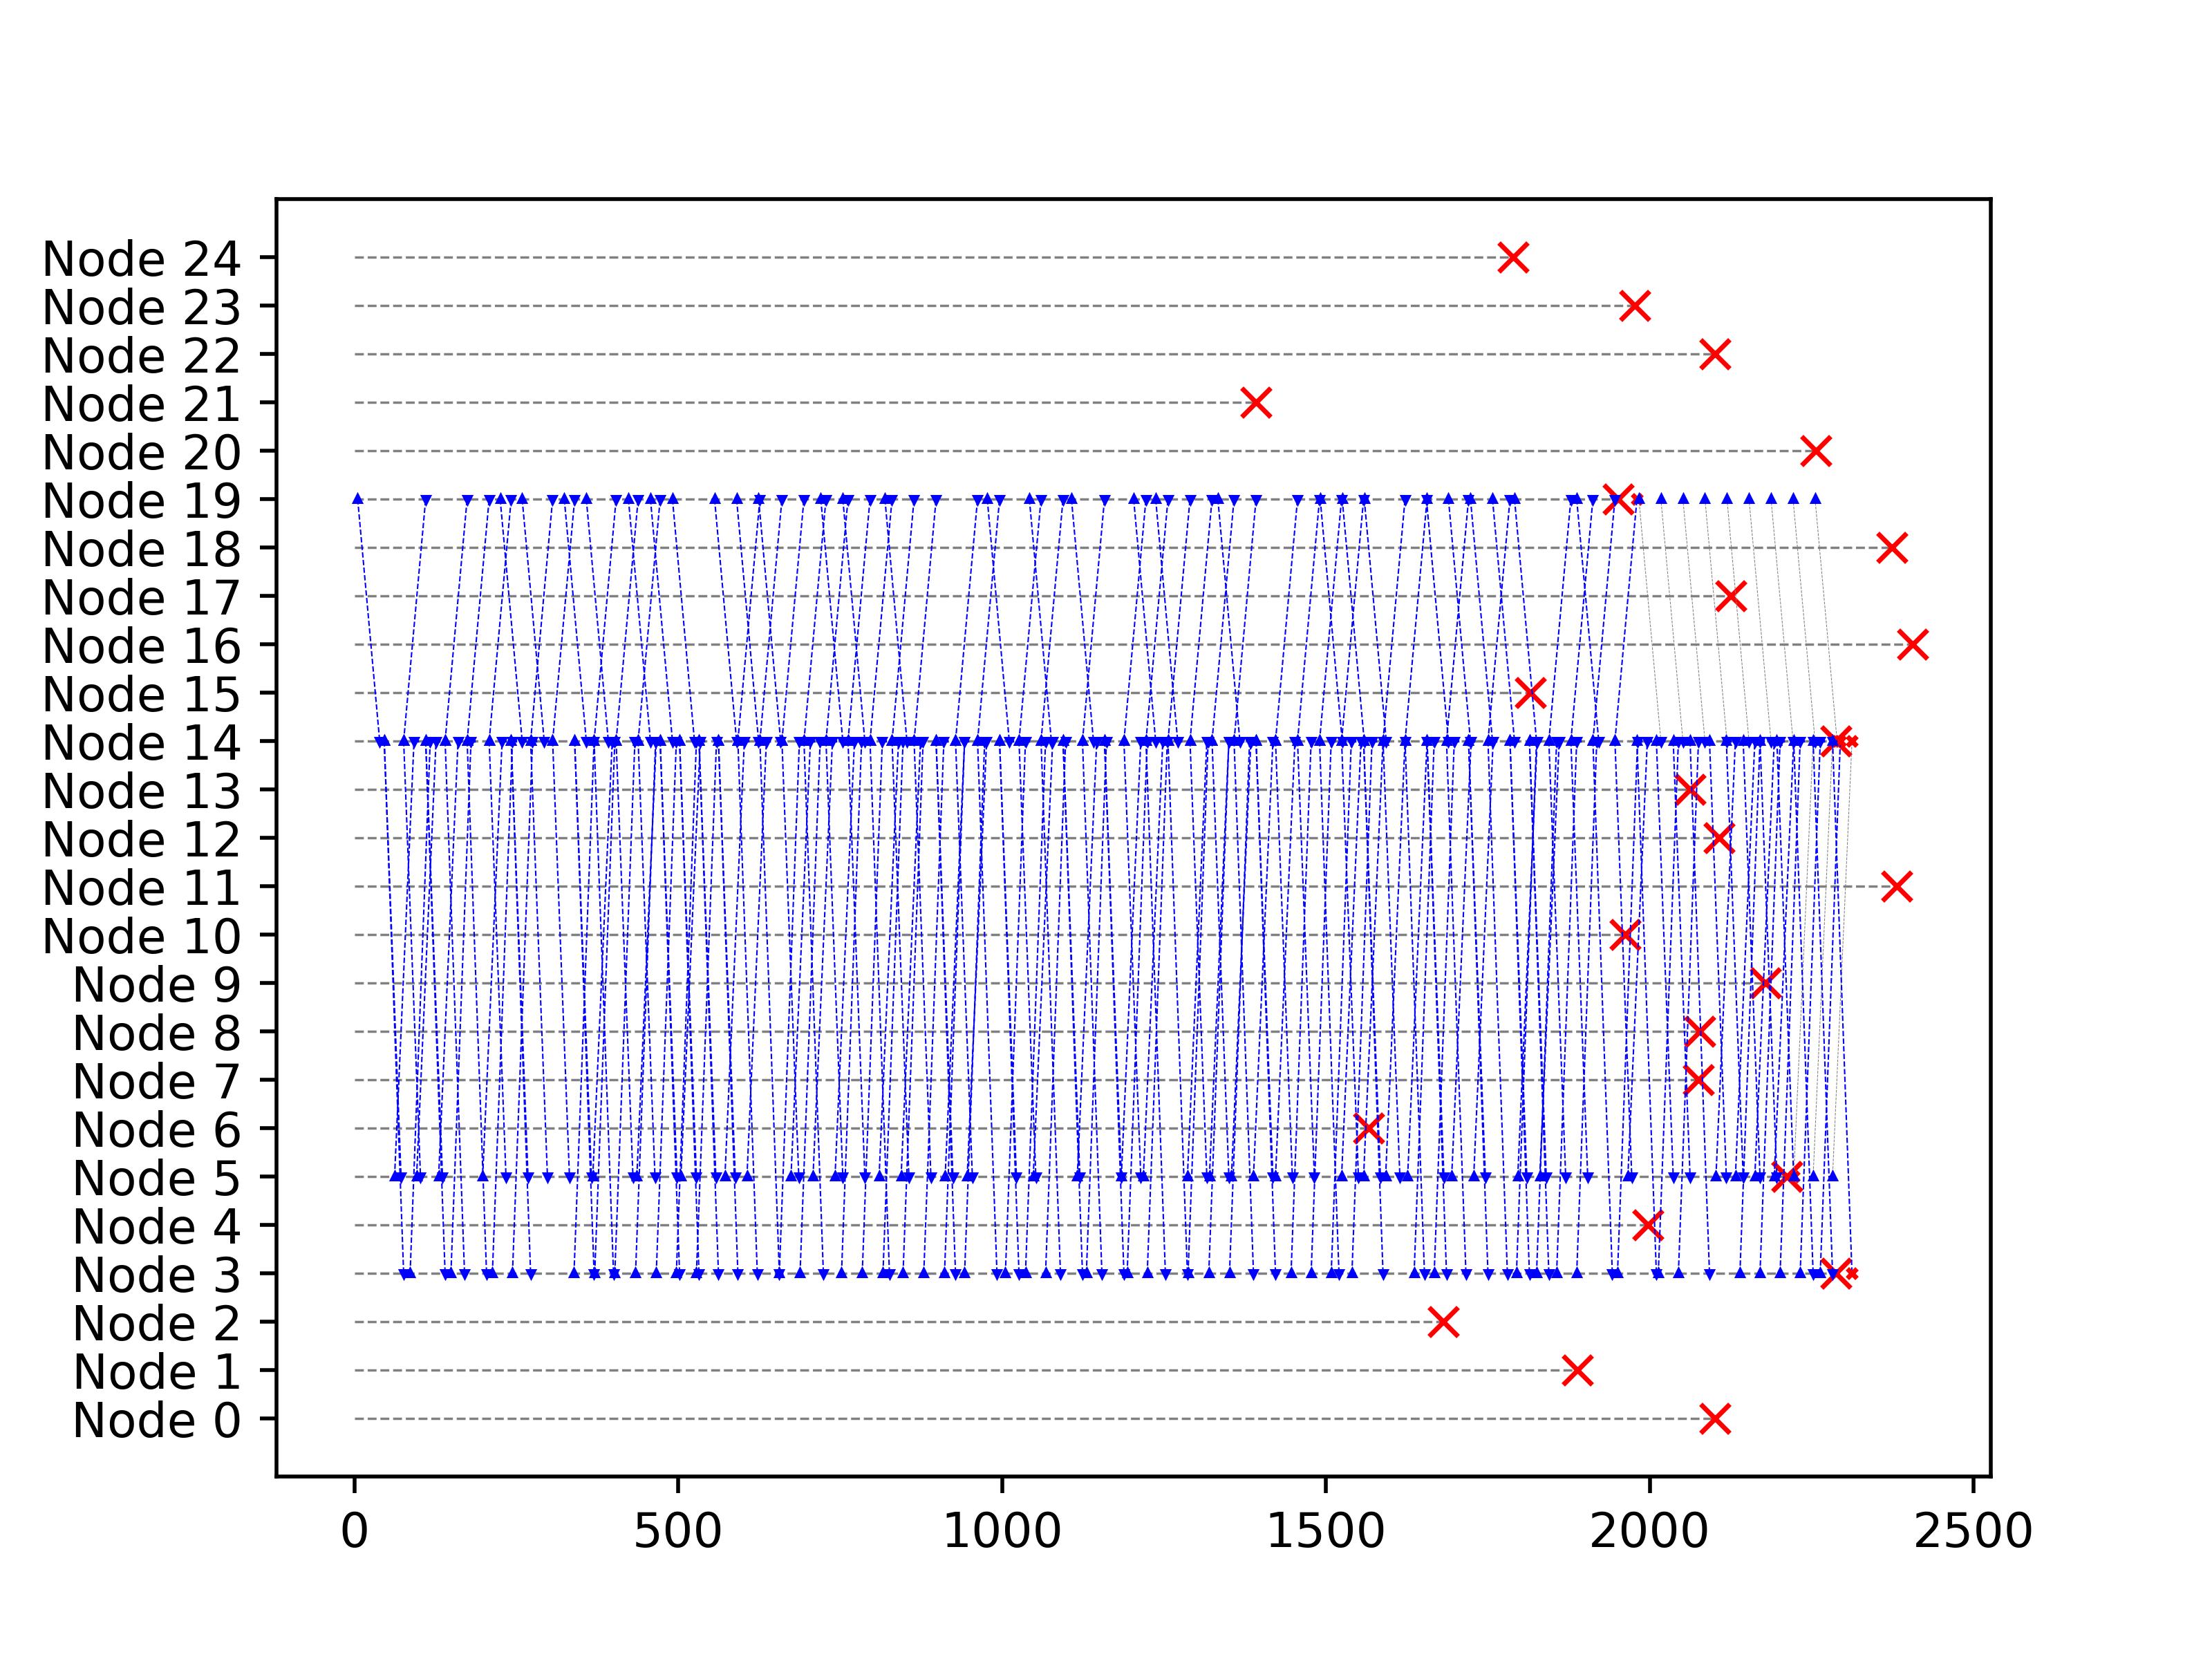 Node 24
Node 23
Node 22
Node 21
Node 20
Node 19
Node 18
Node 17
Node 16
Node 15
Node 14
Node 13
Node 12
Node 11
Node 10
Node 9
Node 8
Node 7
Node 6
Node 5
Node 4
Node 3
Node 2
Node 1
Node 0
0 500 1000 1500 2000 2500